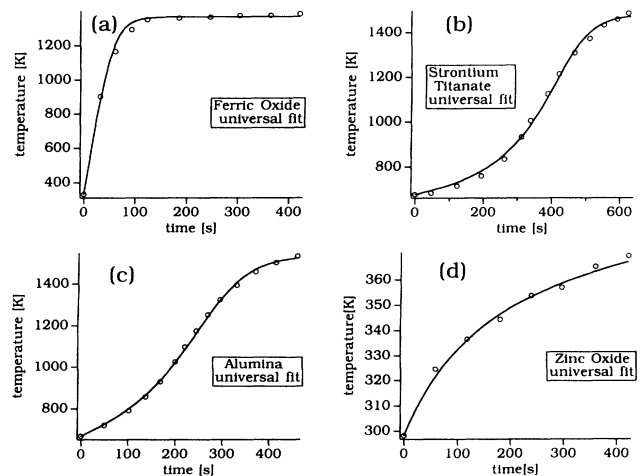 (a)
temperature [K]
1400
1200
1000
800
600
400
Ferric Oxide
universal fit
0
100
200
300
400
time [s]
(b)
temperature [K]
1400
1200
1000
800
Strontium
Titanate
universal fit
0
200
400
600
time [s]
(c)
temperature [K]
1400
1200
1000
800
Alumina
universal fit
0
100
200
300
400
time [s]
(d)
temperature[K]
360
350
340
330
320
310
300
Zinc Oxide
universal fit
0
100
200
300
400
time[s]